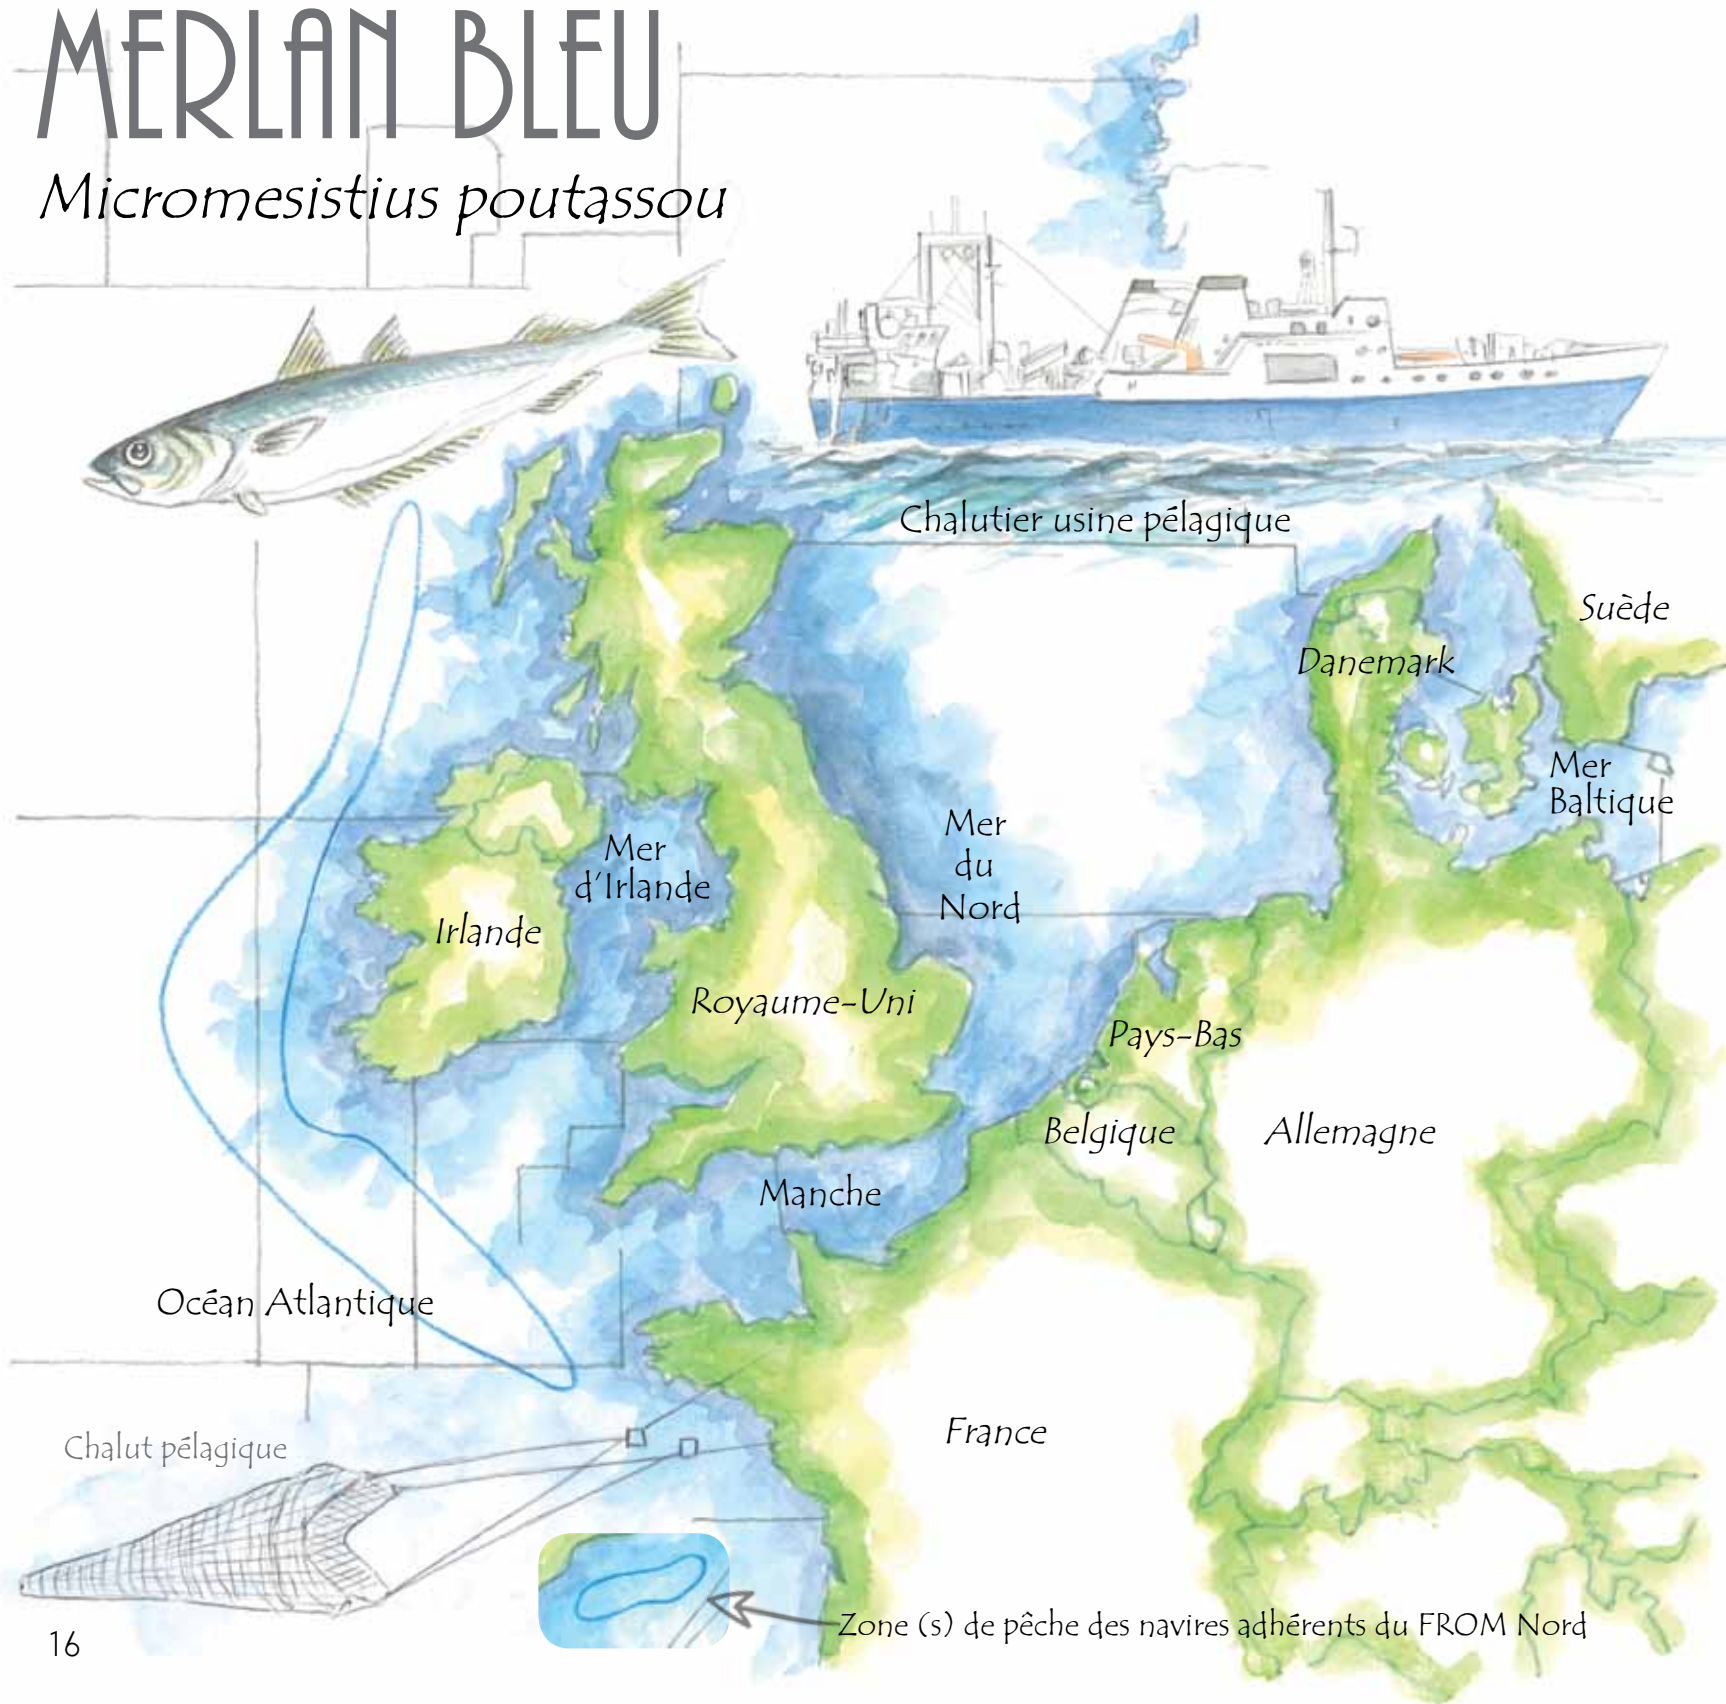 MERLAN BLEU
Micromesistius poutassou
Chalutier usine pélagique
Suède
Danemark
Mer
Baltique
Mer
du
Nord
Mer
d'Irlande
Irlande
Royaume-Uni
Pays-Bas
Belgique
Allemagne
Manche
Océan Atlantique
France
Chalut pélagique
Zone (s) de pêche des navires adhérents du FROM Nord
16